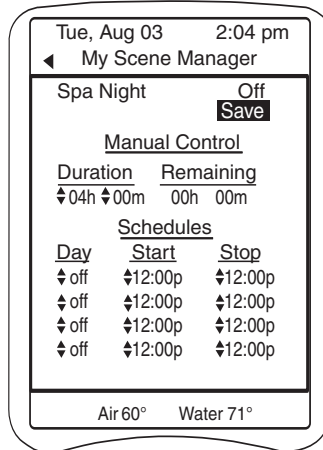 Tue, Aug 03 2:04 pm
My Scene Manager
Spa Night Off
Save
Manual Control
Duration Remaining
04h 00m 00h 00m
Schedules
Day Start Stop
off 12:00p 12:00p
off 12:00p 12:00p
off 12:00p 12:00p
off 12:00p 12:00p
Air 60° Water 71°